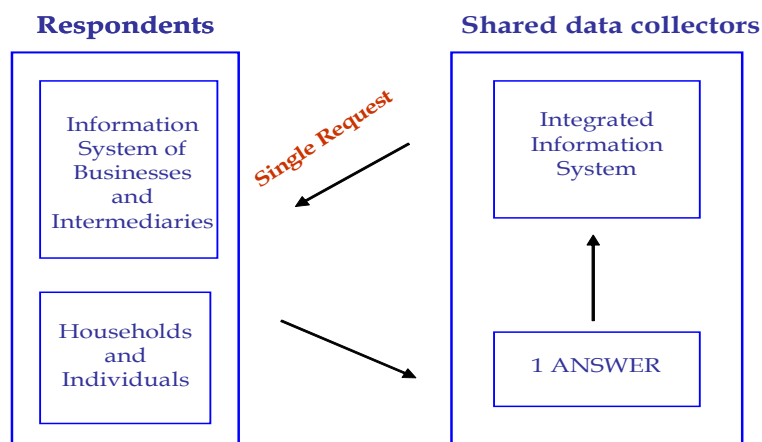 Respondents
Shared data collectors
Information
System of
Businesses
and
Intermediaries
Single Request
Integrated
Information
System
Households
and
Individuals
1 ANSWER